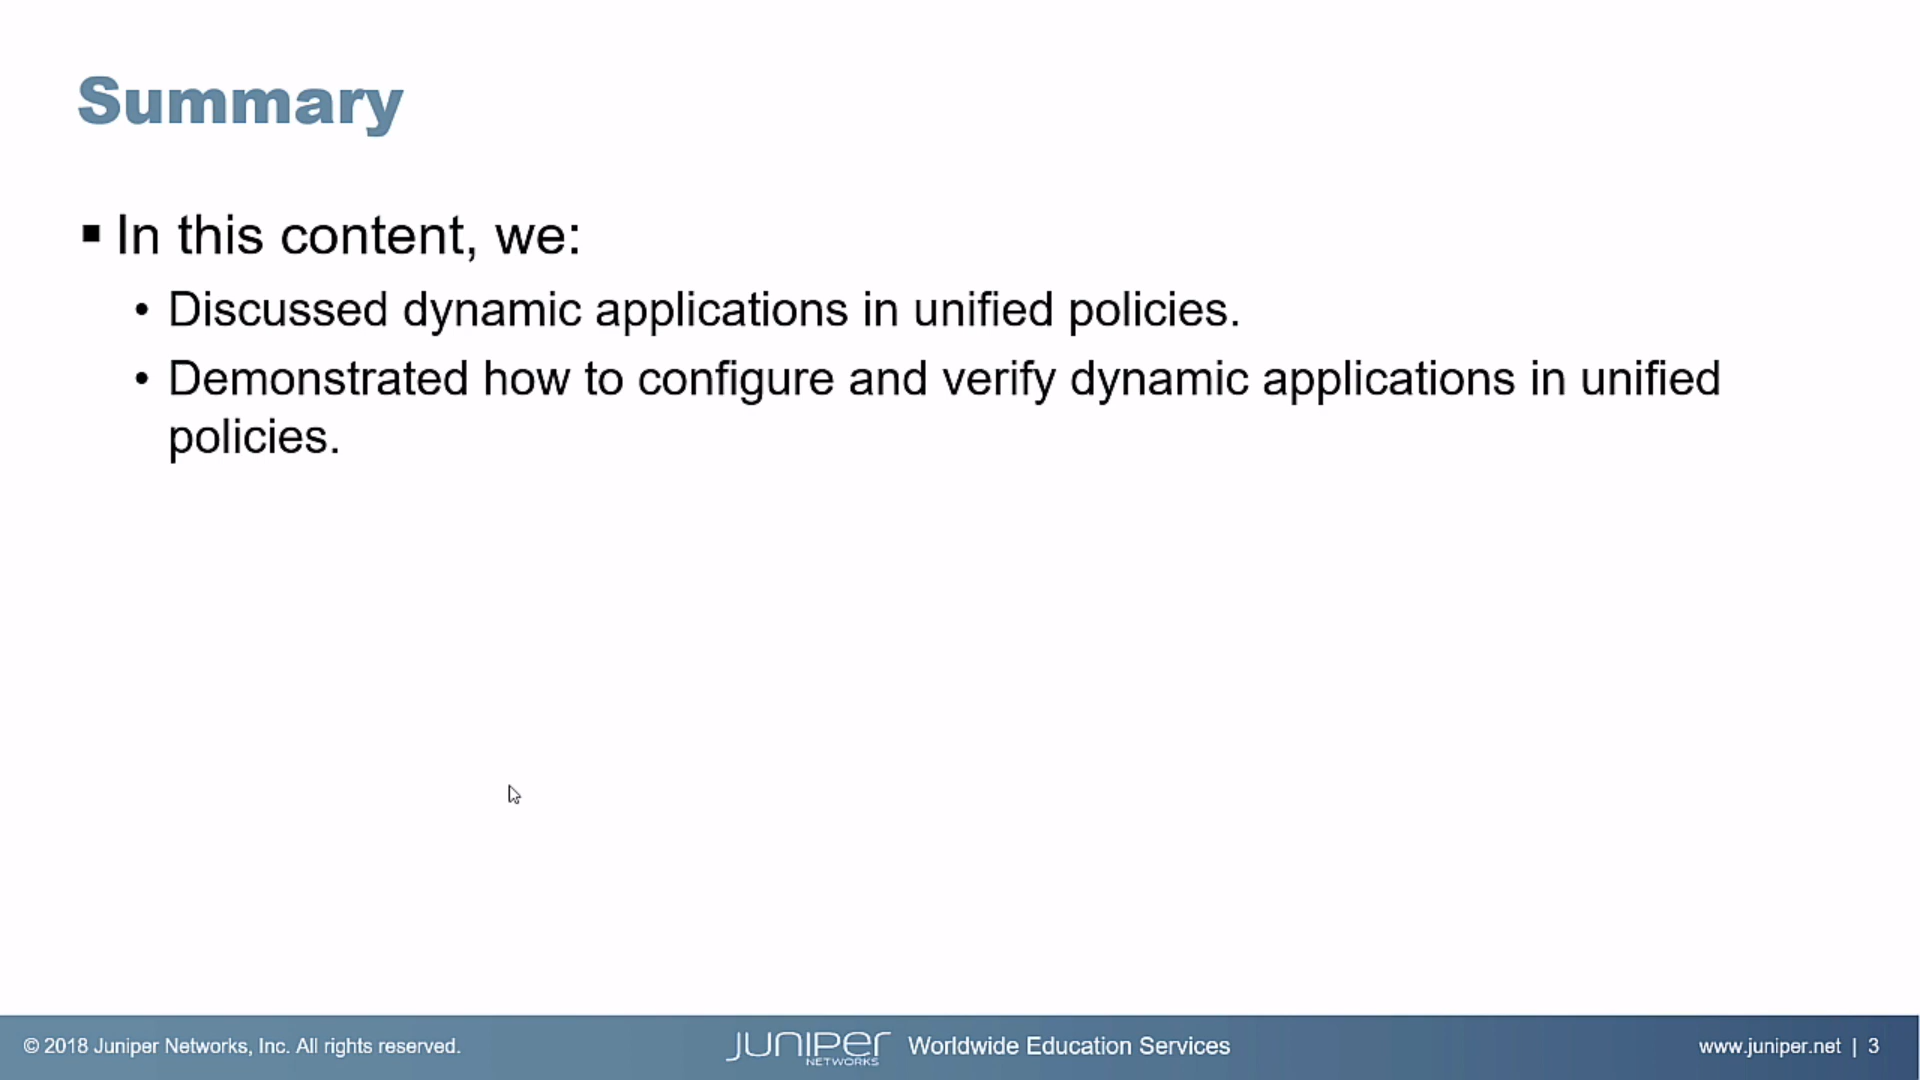 Summary
▪ In this content, we:
• Discussed dynamic applications in unified policies.
• Demonstrated how to configure and verify dynamic applications in unified
policies.
© 2018 Juniper Networks, Inc. All rights reserved.
JUNIPER NETWORKS Worldwide Education Services
www.juniper.net | 3